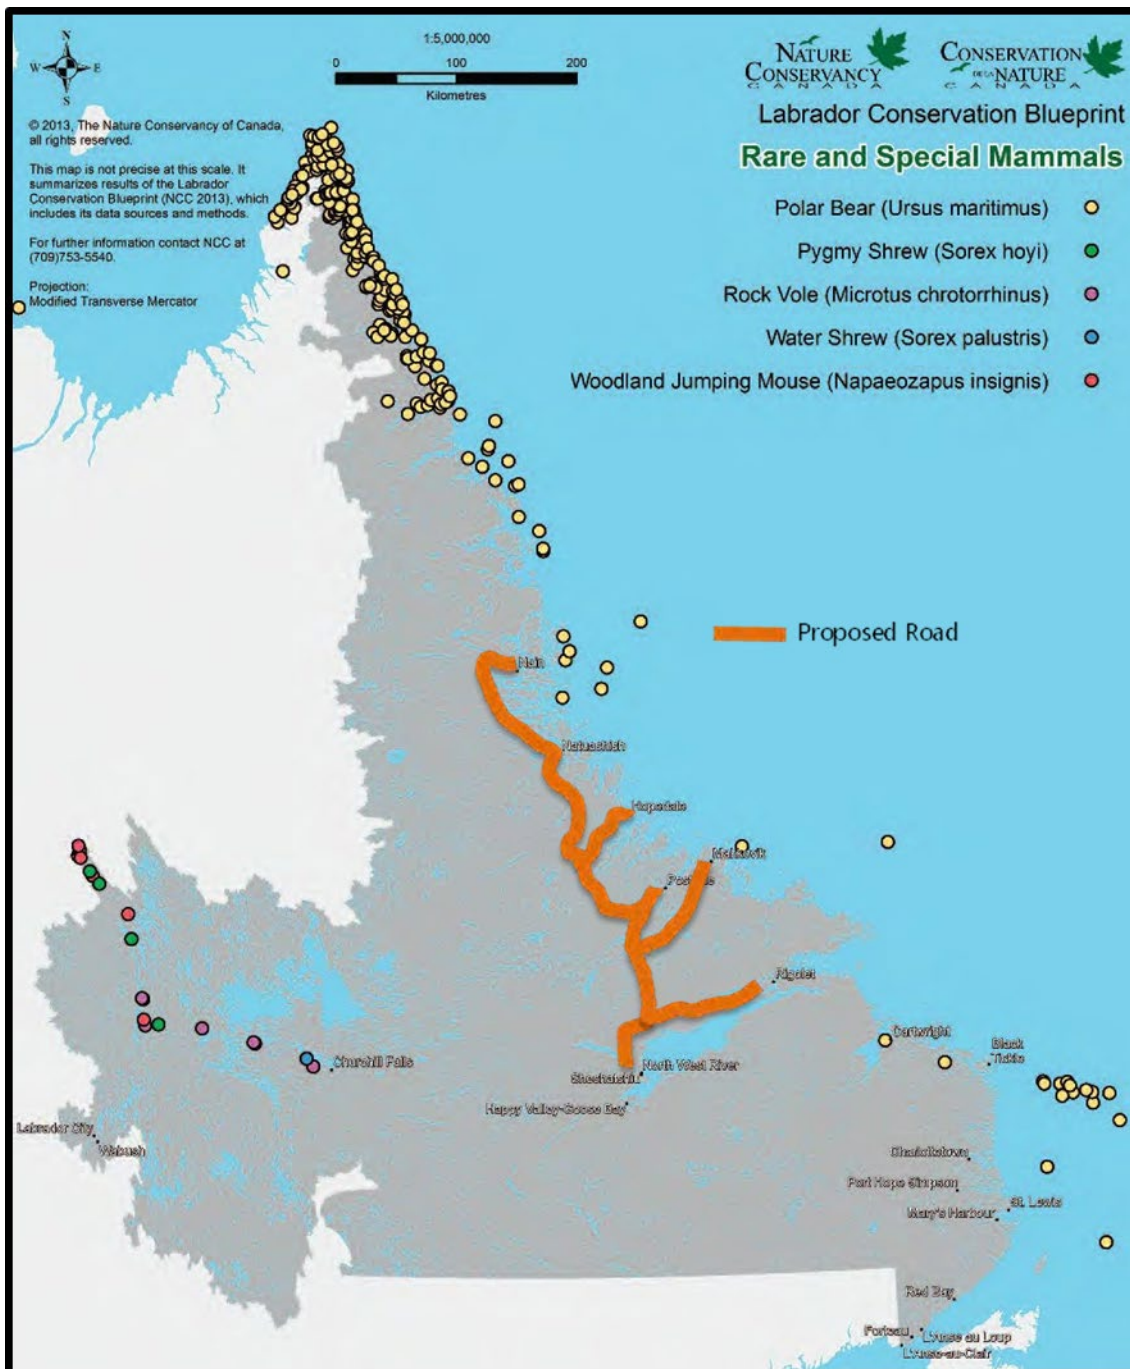 N
W E
S
1:5,000,000
0 100 200
Kilometres
NATURE
CONSERVANCY
CANADA
CONSERVATION
DE LA NATURE
CANADA
Labrador Conservation Blueprint
Rare and Special Mammals
© 2013, The Nature Conservancy of Canada,
all rights reserved.
This map is not precise at this scale. It
summarizes results of the Labrador
Conservation Blueprint (NCC 2013), which
includes its data sources and methods.
For further information contact NCC at
(709)753-5540.
Projection:
Modified Transverse Mercator
Polar Bear (Ursus maritimus)
Pygmy Shrew (Sorex hoyi)
Rock Vole (Microtus chrotorrhinus)
Water Shrew (Sorex palustris)
Woodland Jumping Mouse (Napaeozapus insignis)
Proposed Road
Nain
Natuashish
Hopedale
Makkovik
Postville
Rigolet
Cartwright
Black
Tickle
Churchill Falls
North West River
Sheshatshiu
Happy Valley-Goose Bay
Labrador City
Wabush
Charlottetown
Port Hope Simpson
St. Lewis
Mary's Harbour
Red Bay
Forteau
L'Anse au Loup
L'Anse-au-Clair